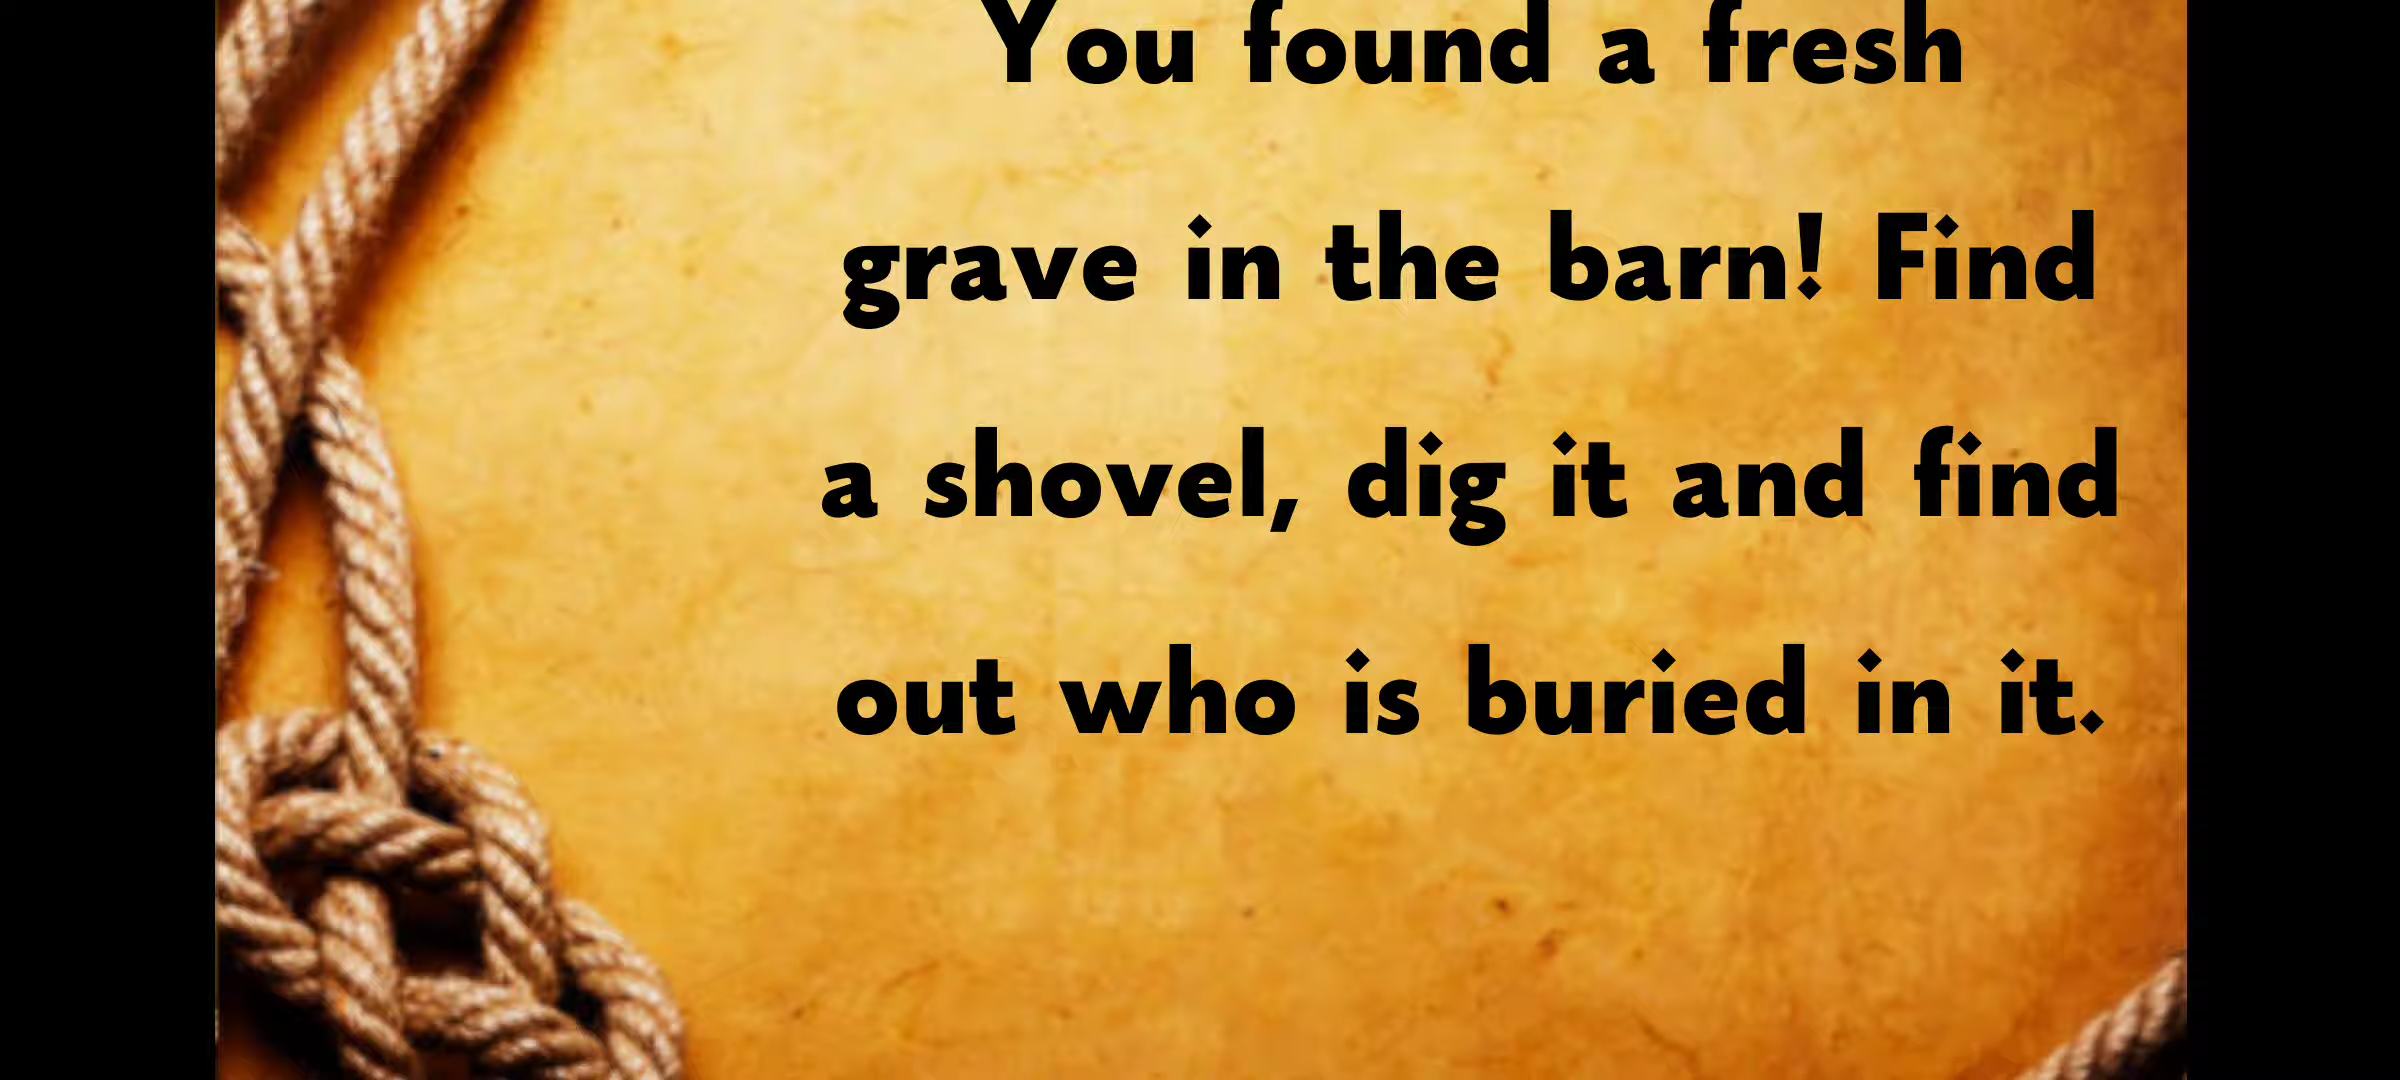 You found a fresh
grave in the barn! Find
a shovel, dig it and find
out who is buried in it.